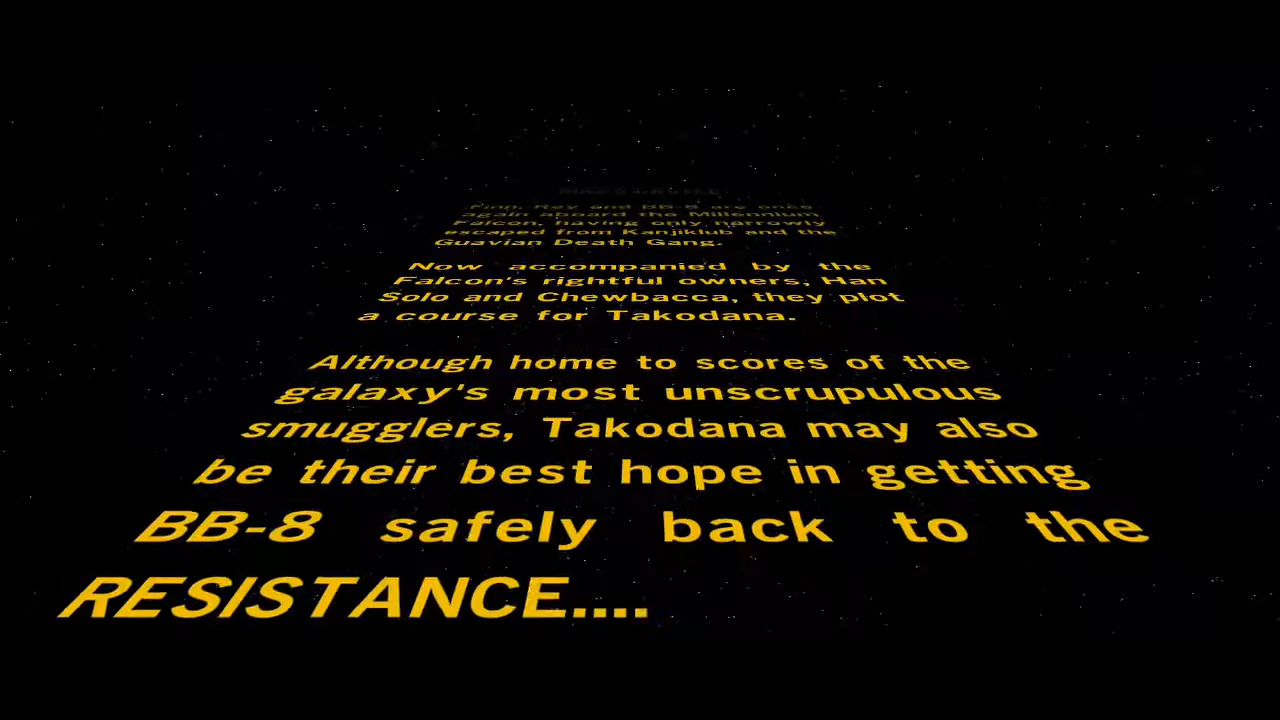 MAZ'S CASTLE
Finn, Rey and BB-8 are once
again aboard the Millennium
Falcon, having only narrowly
escaped from Kanjiklub and the
Guavian Death Gang.
Now accompanied by the
Falcon's rightful owners, Han
Solo and Chewbacca, they plot
a course for Takodana.
Although home to scores of the
galaxy's most unscrupulous
smugglers, Takodana may also
be their best hope in getting
BB-8 safely back to the
RESISTANCE....